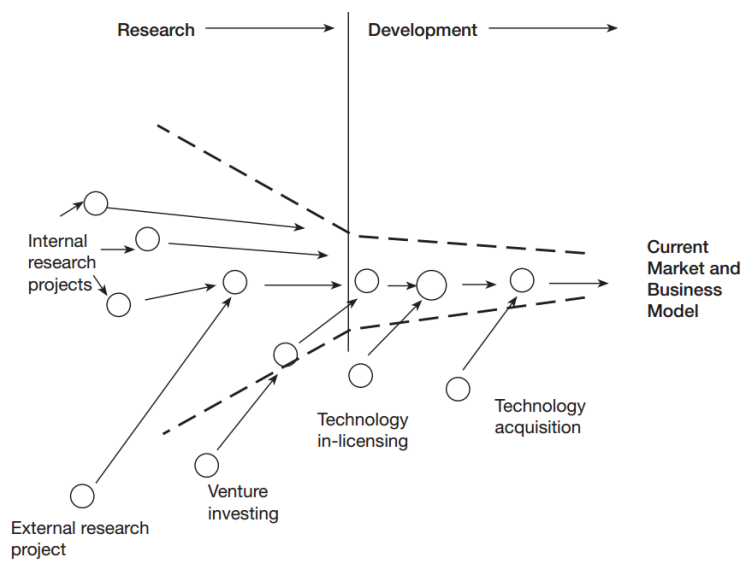 Research
Development
Internal
research
projects
Current
Market and
Business
Model
Technology
in-licensing
Technology
acquisition
Venture
investing
External research
project